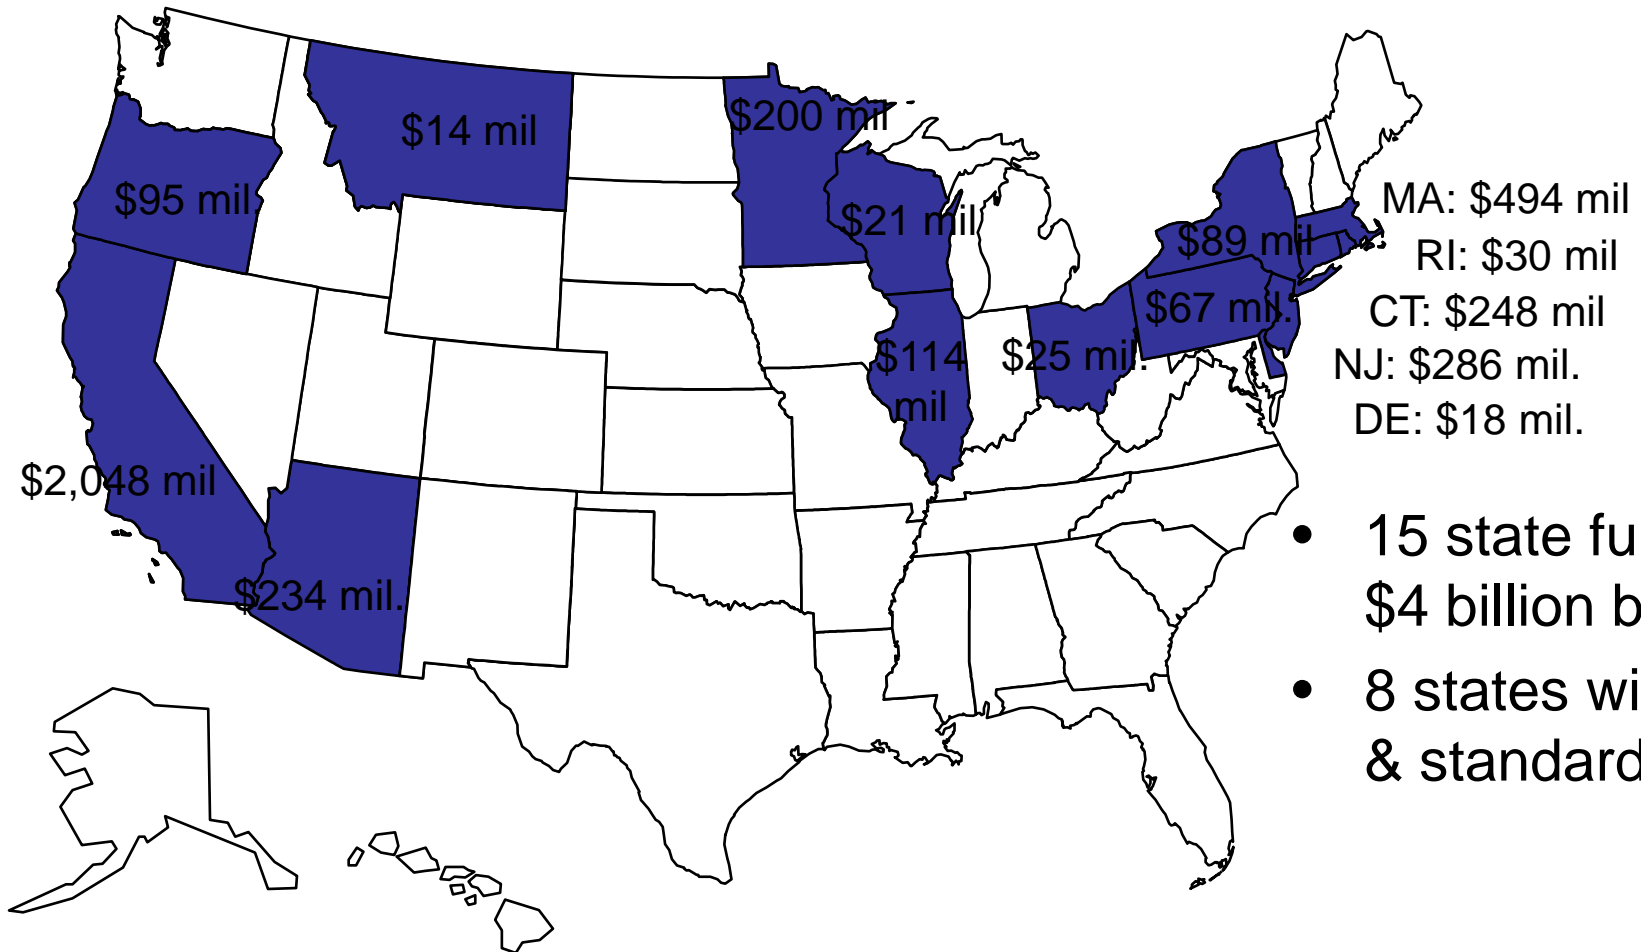 $14 mil
$200 mil
$95 mil.
$21 mil
MA: $494 mil
$89 mil
RI: $30 mil
$67 mil.
CT: $248 mil
$114
mil
$25 mil.
NJ: $286 mil.
DE: $18 mil.
$2,048 mil
$234 mil.
• 15 state fu
$4 billion b
• 8 states wi
& standard